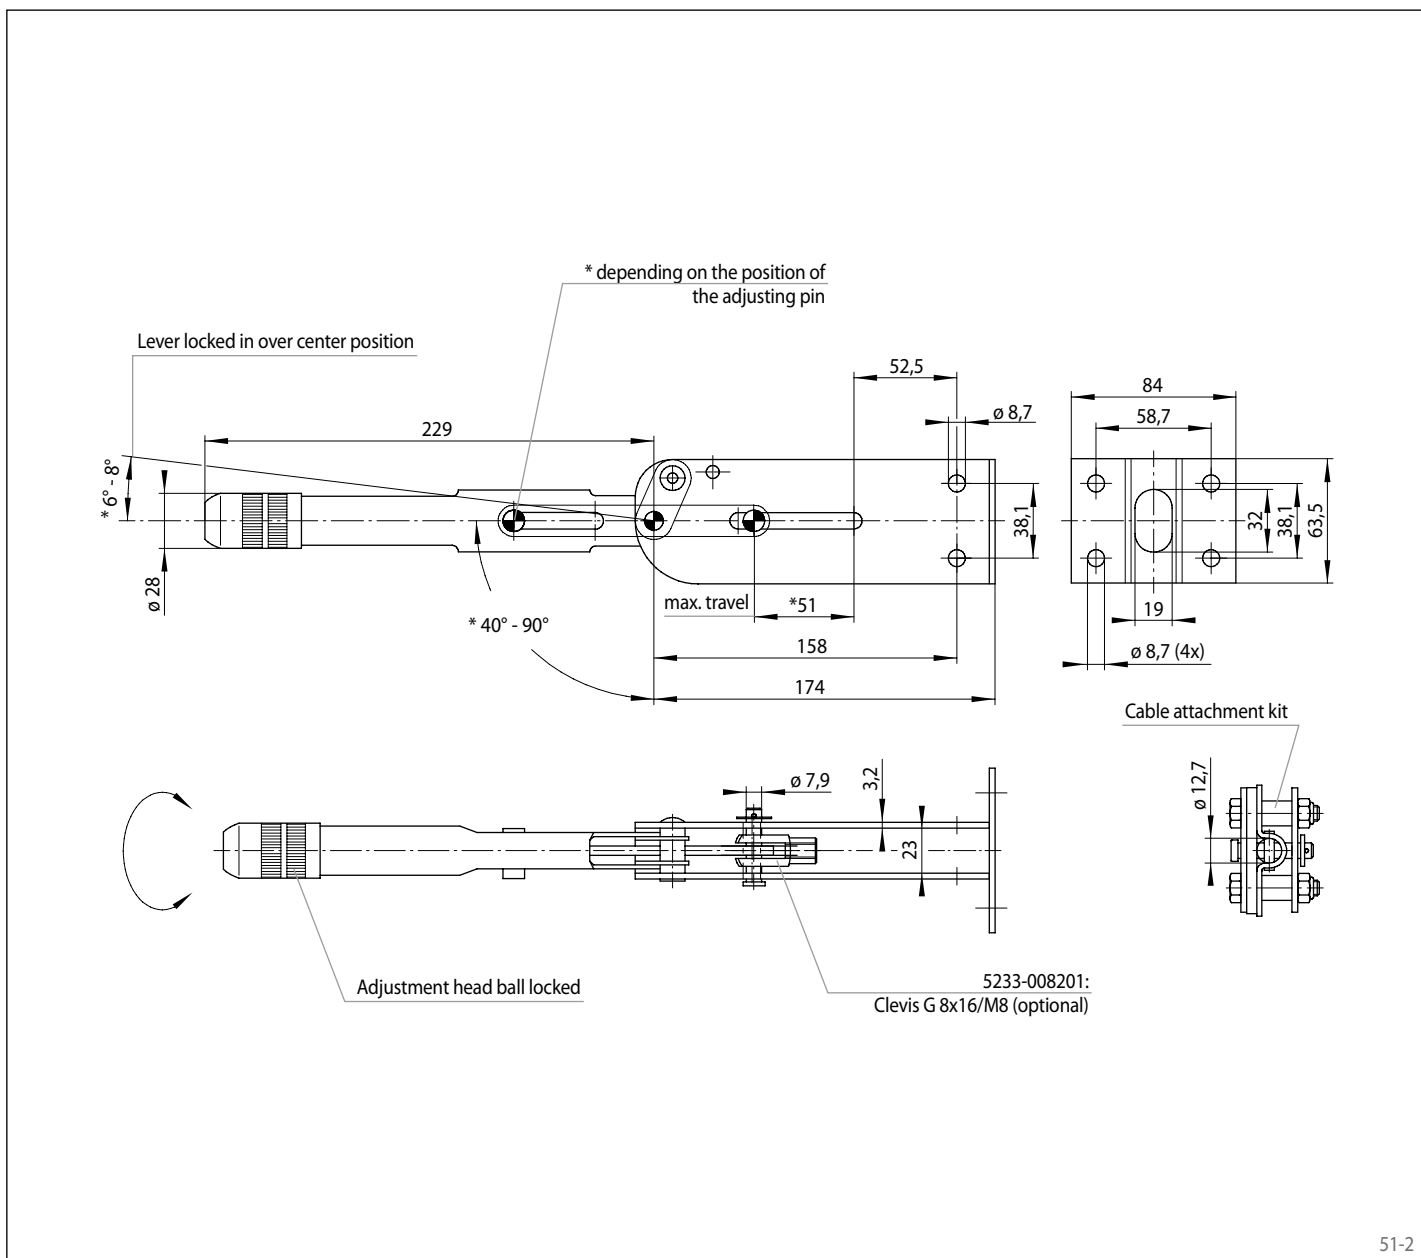 * depending on the position of
the adjusting pin
Lever locked in over center position
52,5
84
ø 8,7
58,7
229
* 6° - 8°
38,1
32
38,1
63,5
ø 28
max. travel
*51
19
* 40° - 90°
158
ø 8,7 (4x)
174
Cable attachment kit
ø 7,9
3,2
ø 12,7
23
Adjustment head ball locked
5233-008201:
Clevis G 8x16/M8 (optional)
51-2